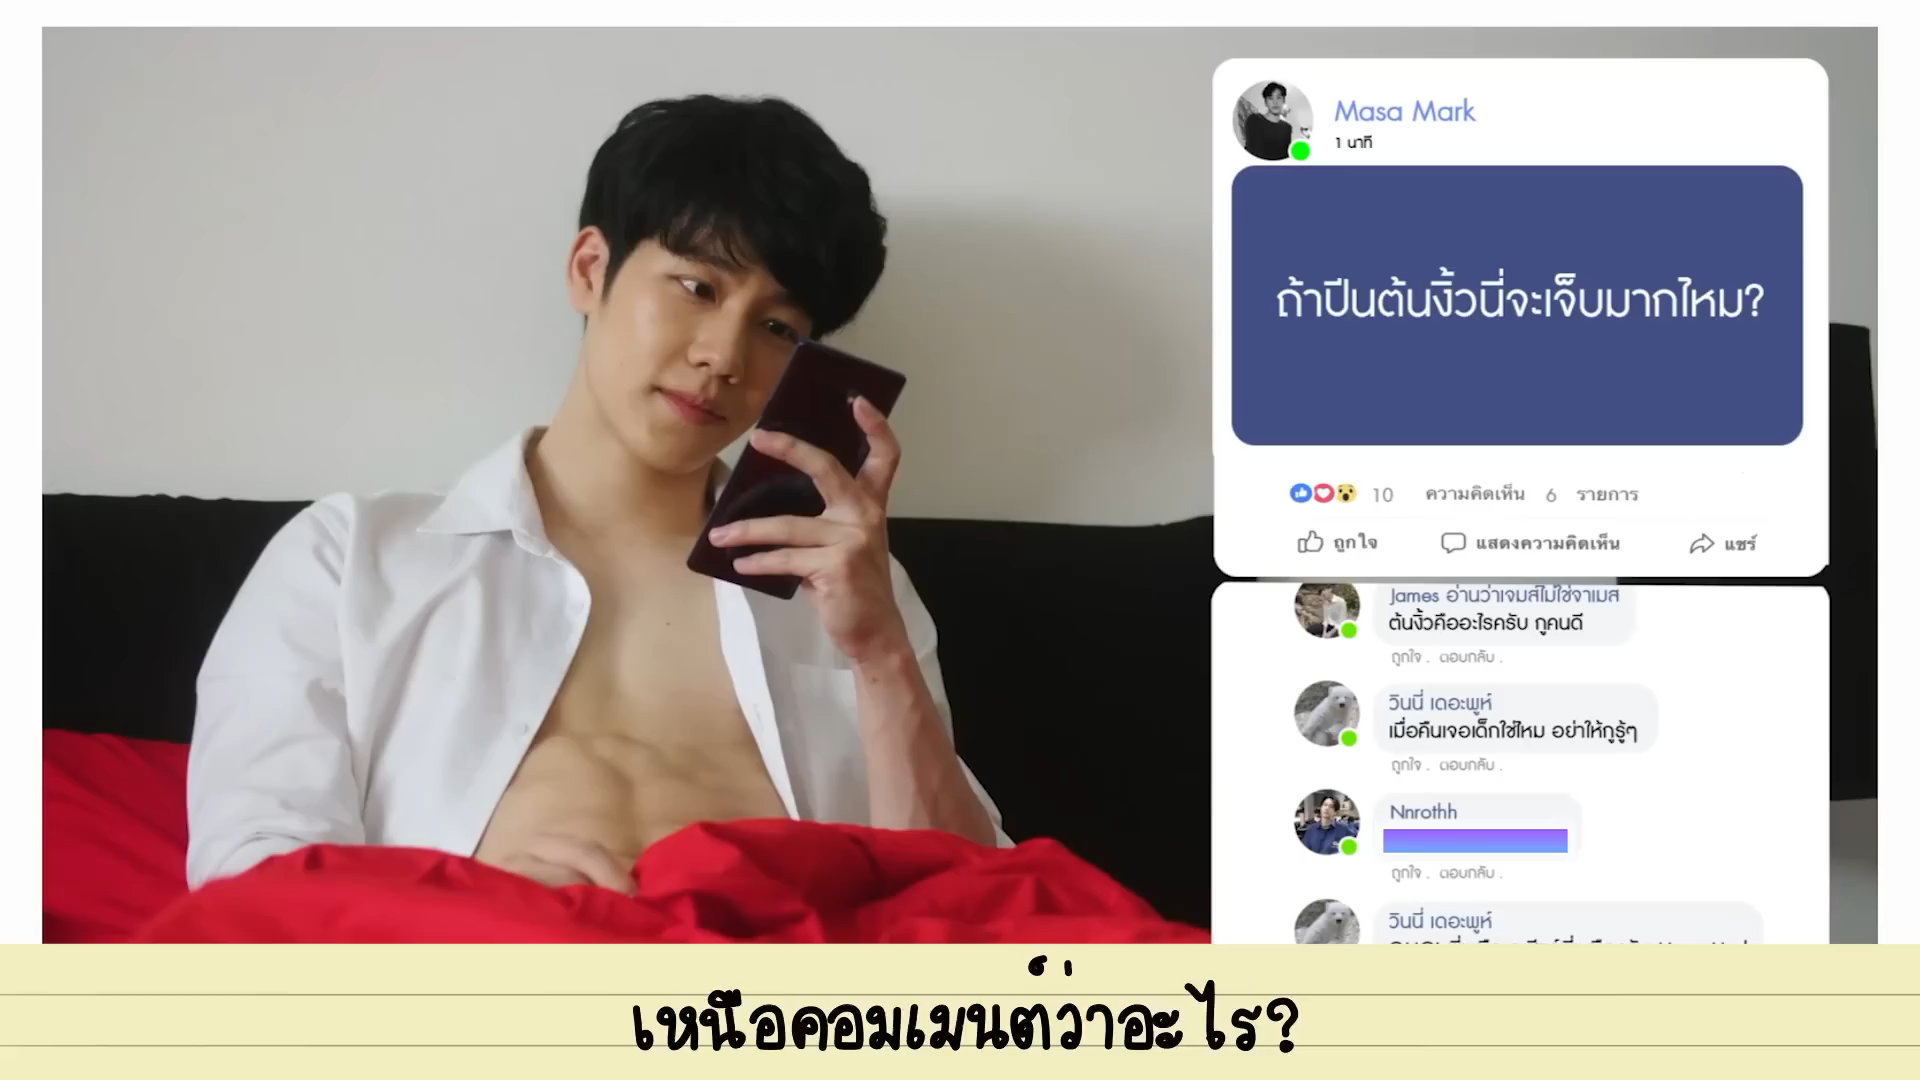 Masa Mark
1 นาที
ถ้าปีนต้นงิ้วนี่จะเจ็บมากไหม?
10 ความคิดเห็น 6 รายการ
ถูกใจ แสดงความคิดเห็น แชร์
James อ่านว่าเจมส์ไม่ใช่จาเมส
ต้นงิ้วคืออะไรครับ กูคนดี
ถูกใจ . ตอบกลับ .
วินนี่ เดอะพูห์
เมื่อคืนเจอเด็กใช่ไหม อย่าให้กูรู้ๆ
ถูกใจ . ตอบกลับ .
Nnrothh
ถูกใจ . ตอบกลับ .
วินนี่ เดอะพูห์
เหนือคอมเมนต์ว่าอะไร?